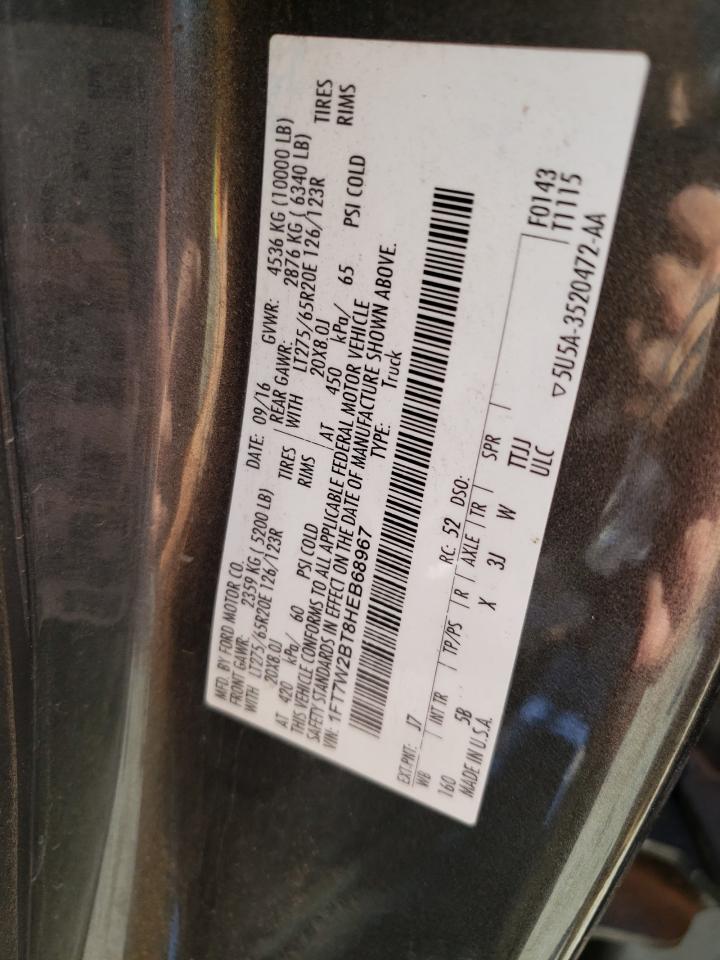 MFD. BY FORD MOTOR CO.
DATE: 09/16 GVWR: 4536 KG (10000 LB)
FRONT GAWR: 2359 KG ( 5200 LB) REAR GAWR: 2876 KG ( 6340 LB)
WITH LT275/65R20E 126/123R TIRES WITH LT275/65R20E 126/123R TIRES
20X8.0J RIMS 20X8.0J RIMS
AT 420 kPa/ 60 PSI COLD AT 450 kPa/ 65 PSI COLD
THIS VEHICLE CONFORMS TO ALL APPLICABLE FEDERAL MOTOR VEHICLE
SAFETY STANDARDS IN EFFECT ON THE DATE OF MANUFACTURE SHOWN ABOVE.
VIN: 1FT7W2BT8HEB68967 TYPE: Truck
EXT.PNT: J7 RC: 52 DSO: F0143
WB INT TR TP/PS R AXLE TR SPR T1115
160 5B X 3J W TTJJ
MADE IN U.S.A. ULC ▽5U5A-3520472-AA